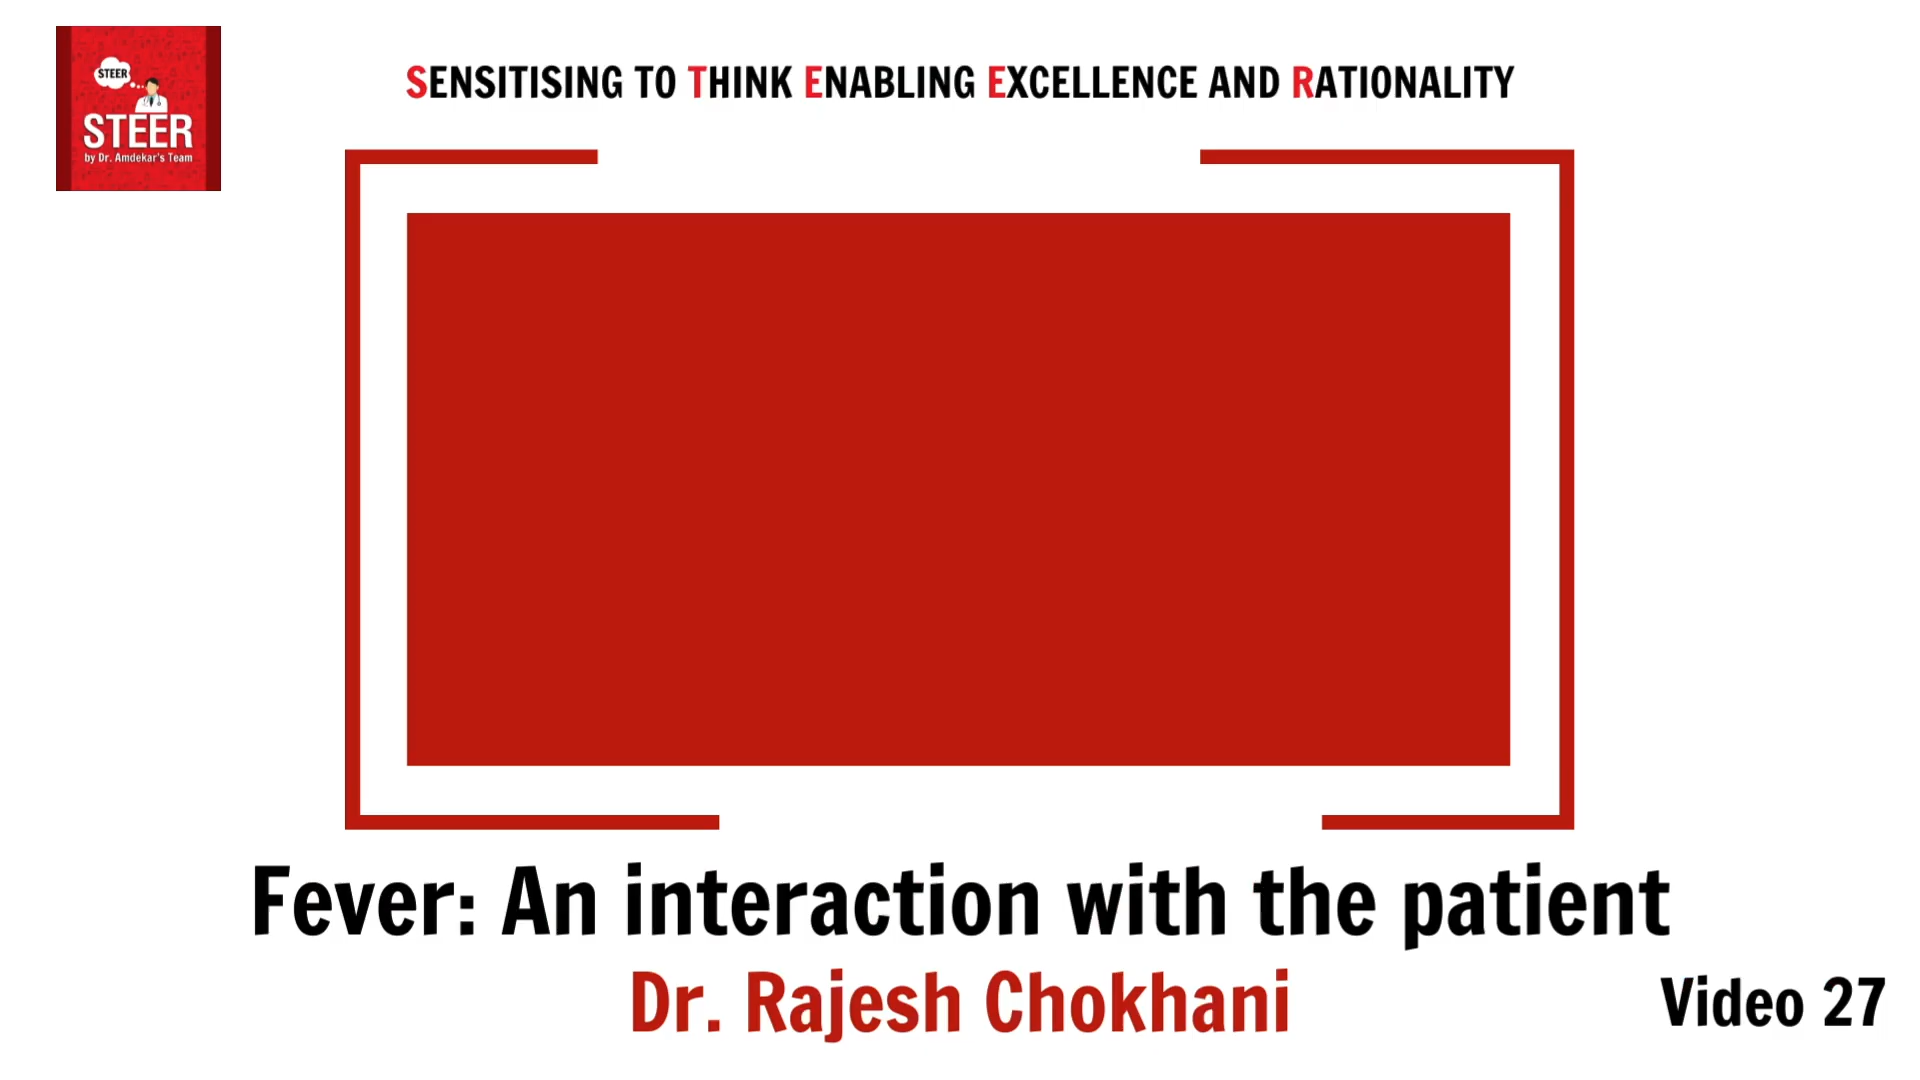 STEER
STEER
by Dr. Amdekar's Team
SENSITISING TO THINK ENABLING EXCELLENCE AND RATIONALITY
Fever: An interaction with the patient
Dr. Rajesh Chokhani
Video 27